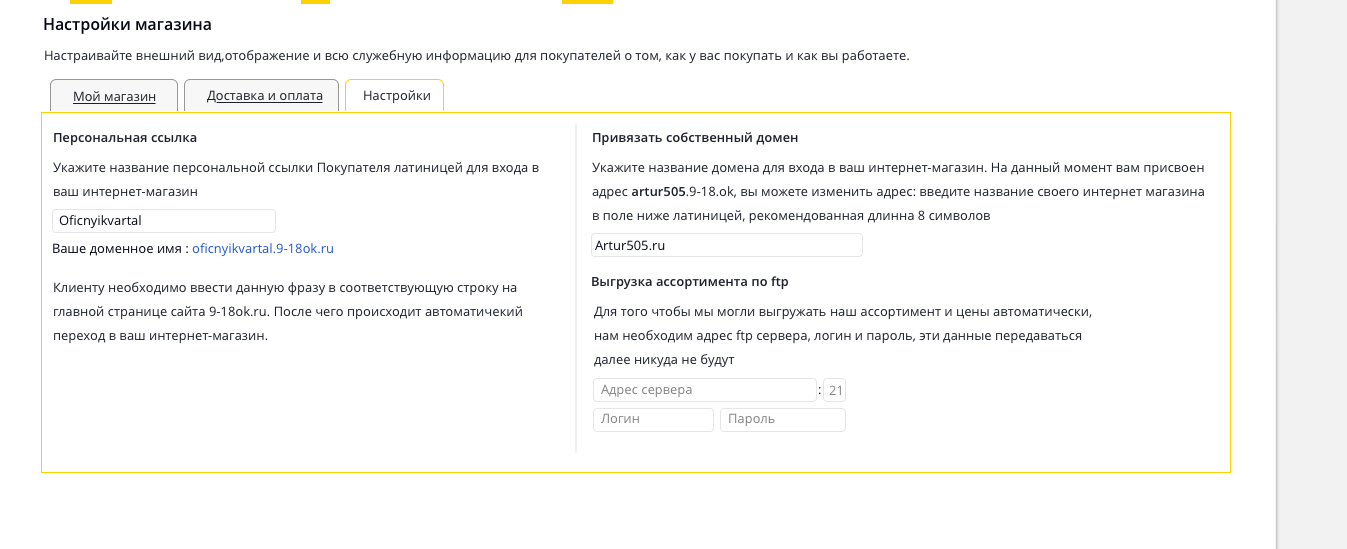 Настройки магазина
Настраивайте внешний вид,отображение и всю служебную информацию для покупателей о том, как у вас покупать и как вы работаете.
Мой магазин
Доставка и оплата
Настройки
Персональная ссылка
Укажите название персональной ссылки Покупателя латиницей для входа в
ваш интернет-магазин
Oficnyikvartal
Ваше доменное имя : oficnyikvartal.9-18ok.ru
Клиенту необходимо ввести данную фразу в соответствующую строку на
главной странице сайта 9-18ok.ru. После чего происходит автоматичекий
переход в ваш интернет-магазин.
Привязать собственный домен
Укажите название домена для входа в ваш интернет-магазин. На данный момент вам присвоен
адрес artur505.9-18.ok, вы можете изменить адрес: введите название своего интернет магазина
в поле ниже латиницей, рекомендованная длинна 8 символов
Artur505.ru
Выгрузка ассортимента по ftp
Для того чтобы мы могли выгружать наш ассортимент и цены автоматически,
нам необходим адрес ftp сервера, логин и пароль, эти данные передаваться
далее никуда не будут
Адрес сервера : 21
Логин Пароль